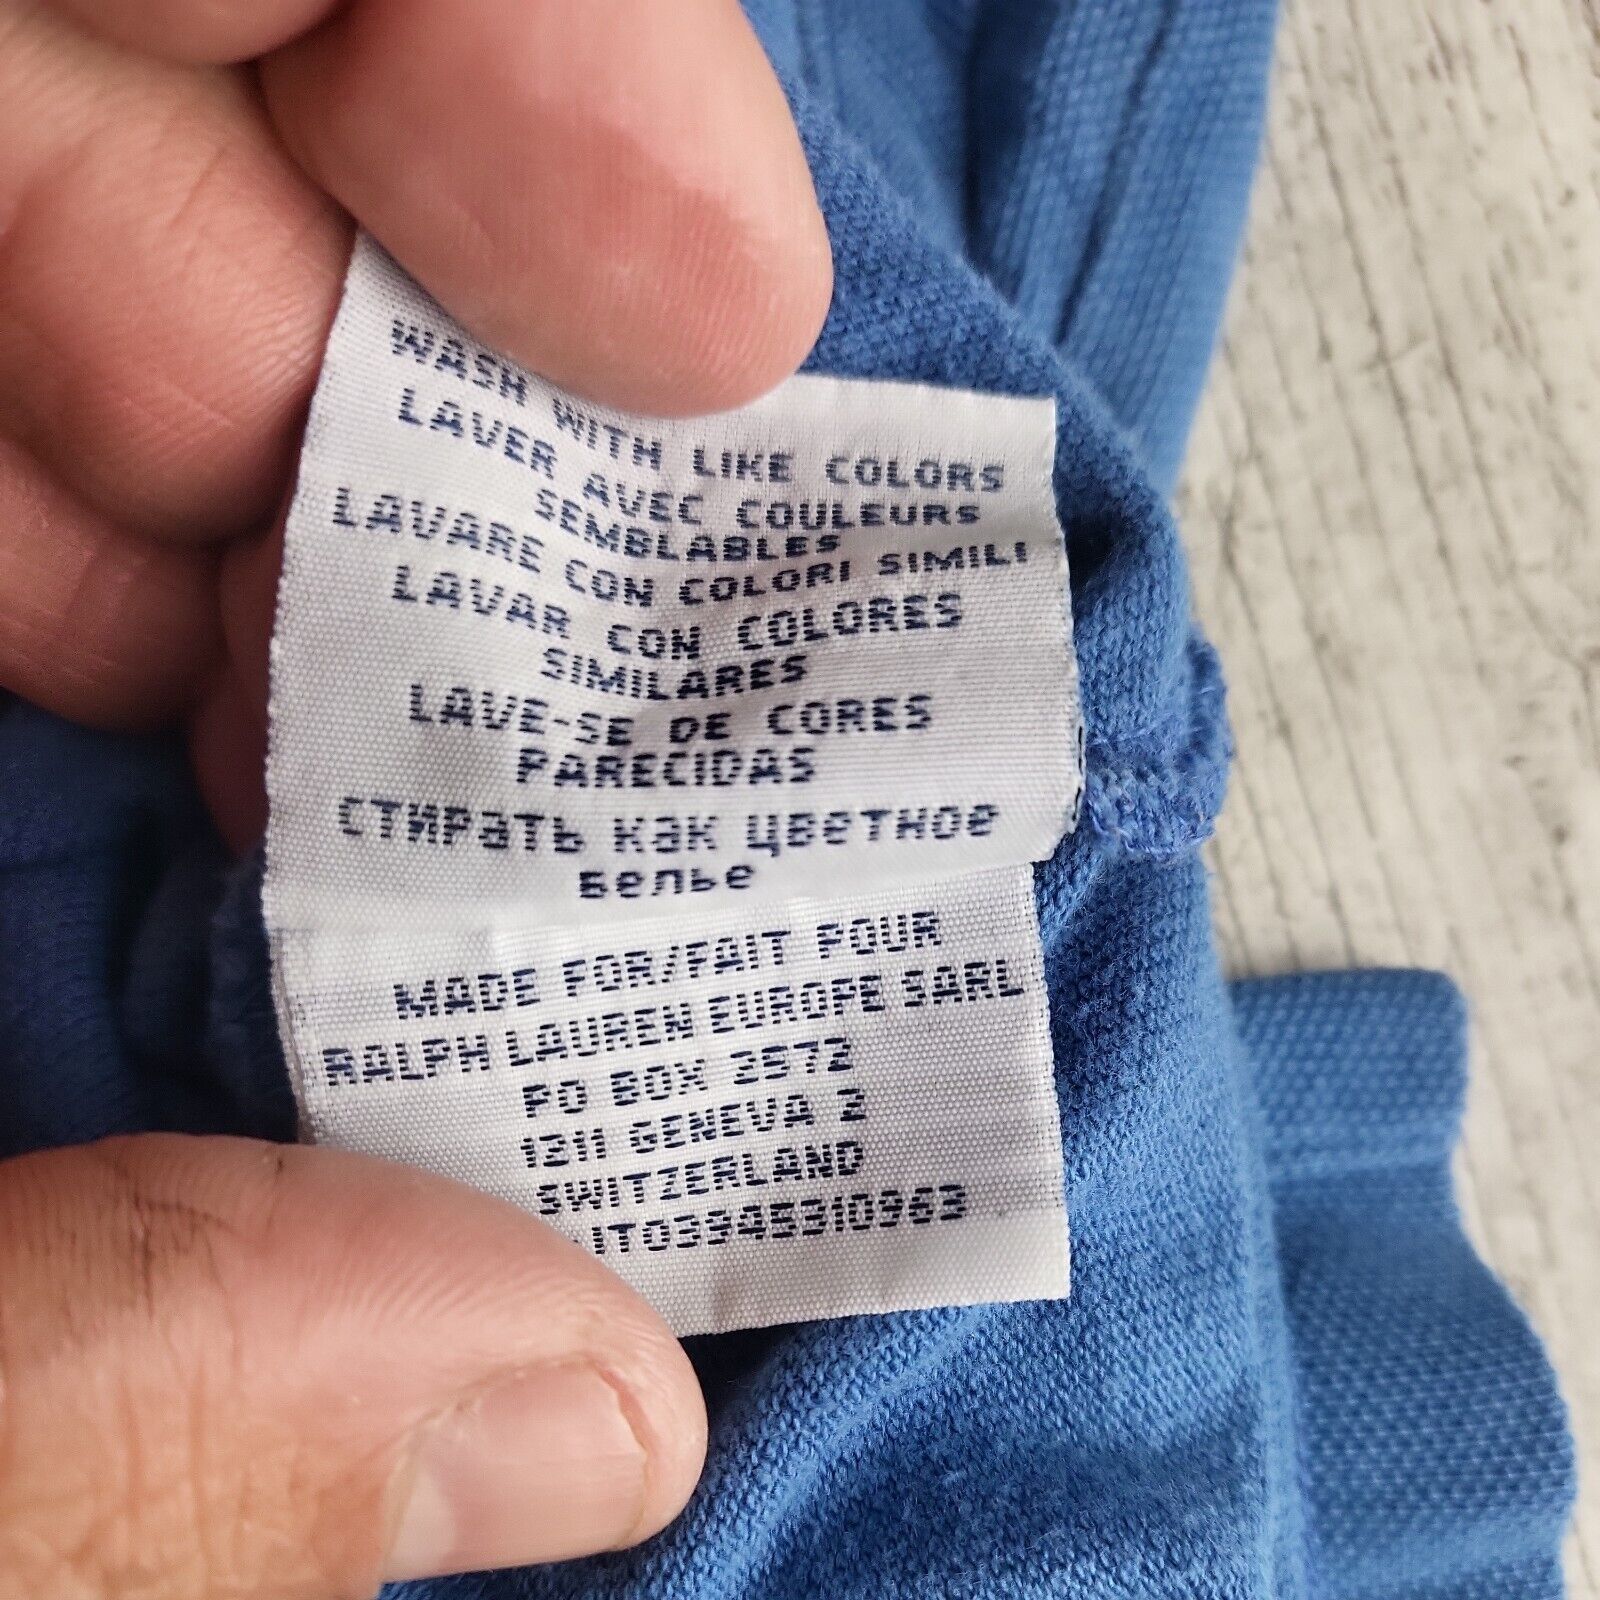 WASH WITH LIKE COLORS
LAVER AVEC COULEURS
SEMBLABLES
LAVARE CON COLORI SIMILI
LAVAR CON COLORES
SIMILARES
LAVE-SE DE CORES
PARECIDAS
Стирать как цветное
белье
MADE FOR/FAIT POUR
RALPH LAUREN EUROPE SARL
PO BOX 2572
1211 GENEVA 2
SWITZERLAND
IT03945310963